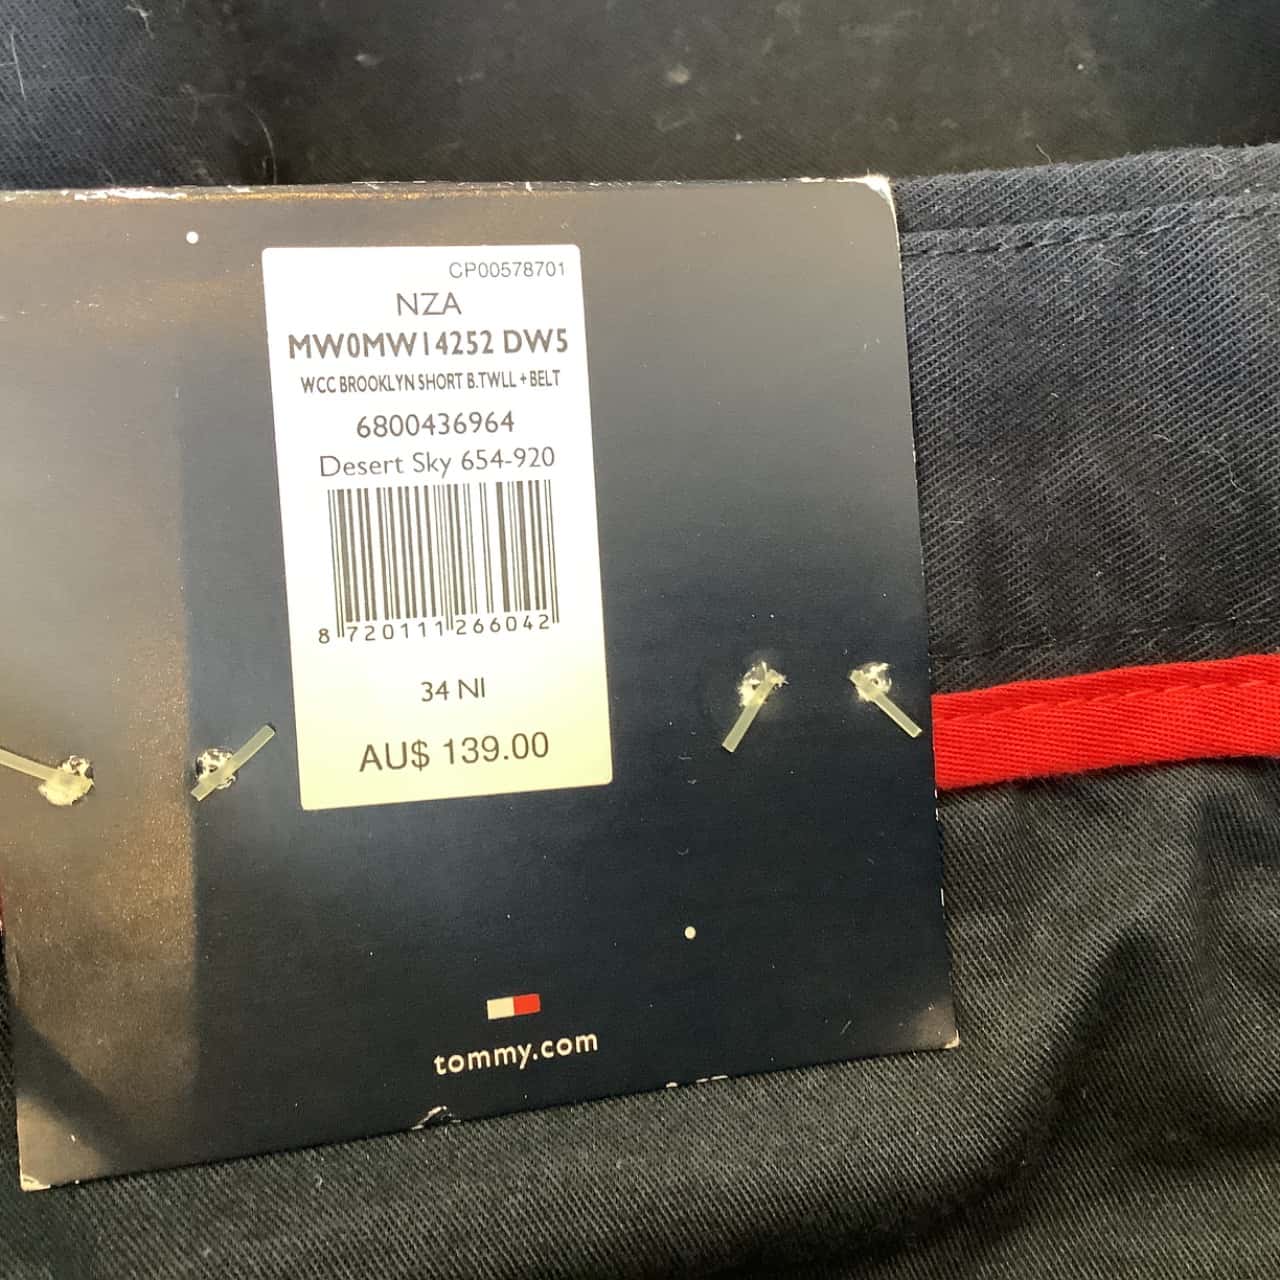 CP00578701
NZA
MW0MW14252 DW5
WCC BROOKLYN SHORT B.TWLL + BELT
6800436964
Desert Sky 654-920
8 720111 266042
34 NI
AU$ 139.00
tommy.com